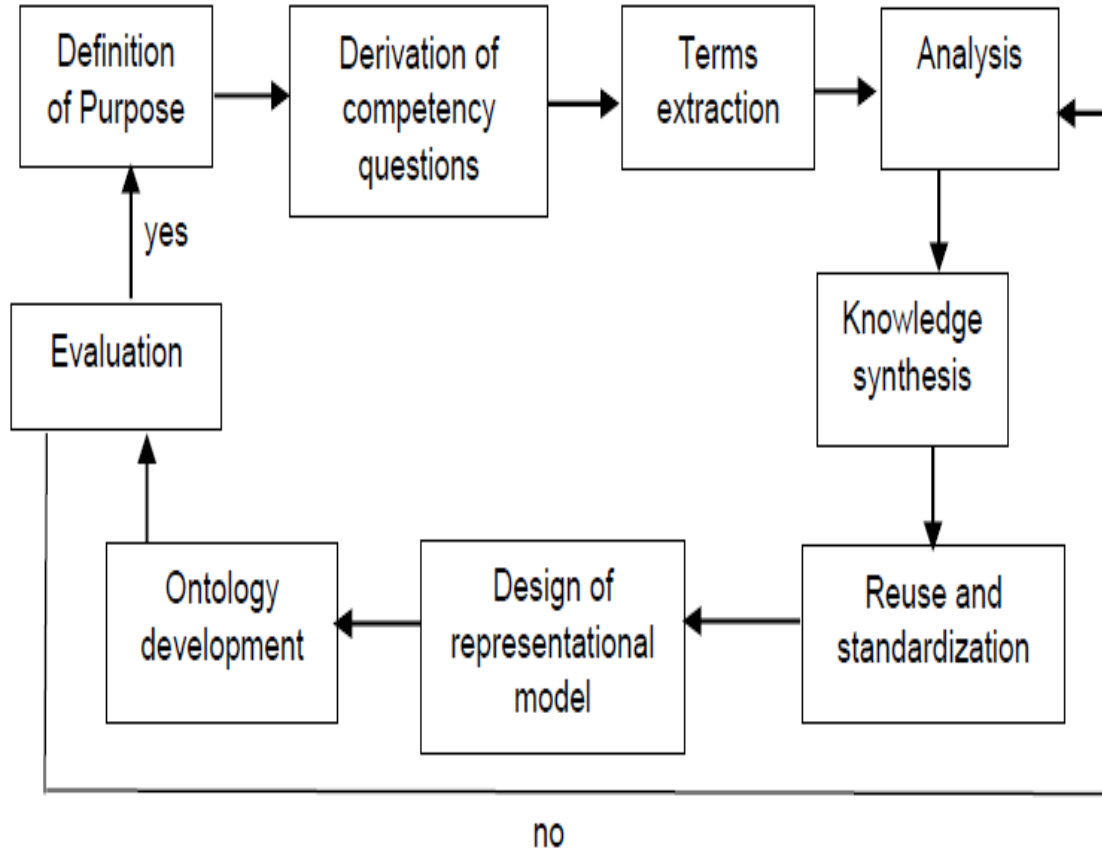 Definition
of Purpose
Derivation of
competency
questions
Terms
extraction
Analysis
yes
Evaluation
Knowledge
synthesis
Ontology
development
Design of
representational
model
Reuse and
standardization
no